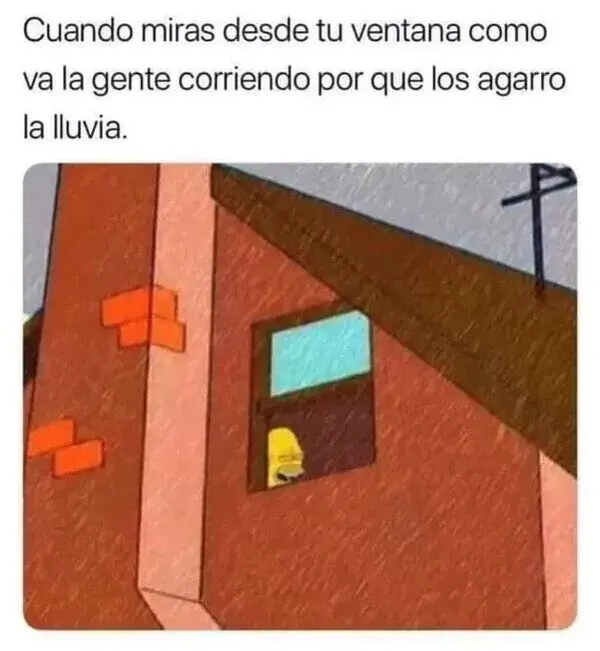 Cuando miras desde tu ventana como
va la gente corriendo por que los agarro
la lluvia.